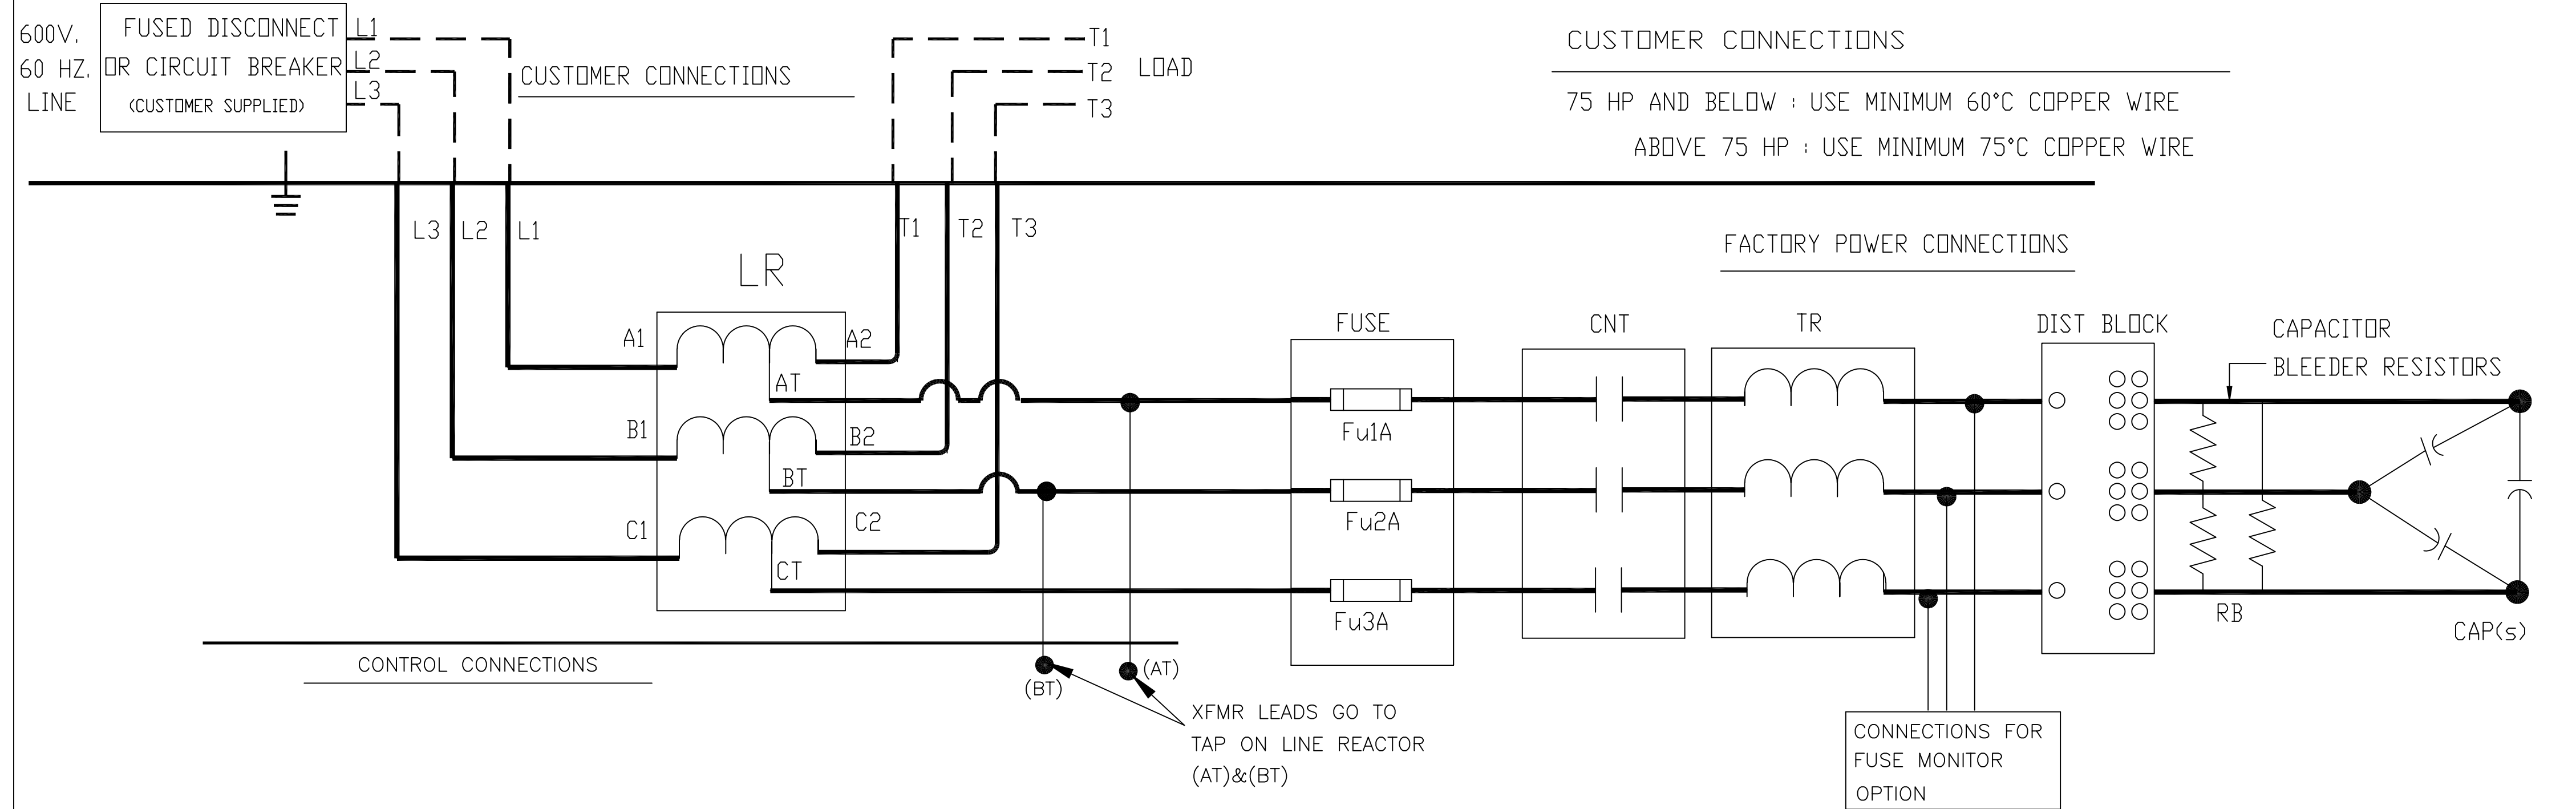 600V.
60 HZ.
LINE
FUSED DISCONNECT
OR CIRCUIT BREAKER
(CUSTOMER SUPPLIED)
L1
L2
L3
CUSTOMER CONNECTIONS
T1
T2
T3
LOAD
CUSTOMER CONNECTIONS
75 HP AND BELOW : USE MINIMUM 60°C COPPER WIRE
ABOVE 75 HP : USE MINIMUM 75°C COPPER WIRE
L3
L2
L1
T1
T2
T3
FACTORY POWER CONNECTIONS
LR
A1
A2
AT
B1
B2
BT
C1
C2
CT
FUSE
Fu1A
Fu2A
Fu3A
CNT
TR
DIST BLOCK
CAPACITOR
BLEEDER RESISTORS
RB
CAP(s)
CONTROL CONNECTIONS
(BT)
(AT)
XFMR LEADS GO TO
TAP ON LINE REACTOR
(AT)&(BT)
CONNECTIONS FOR
FUSE MONITOR
OPTION